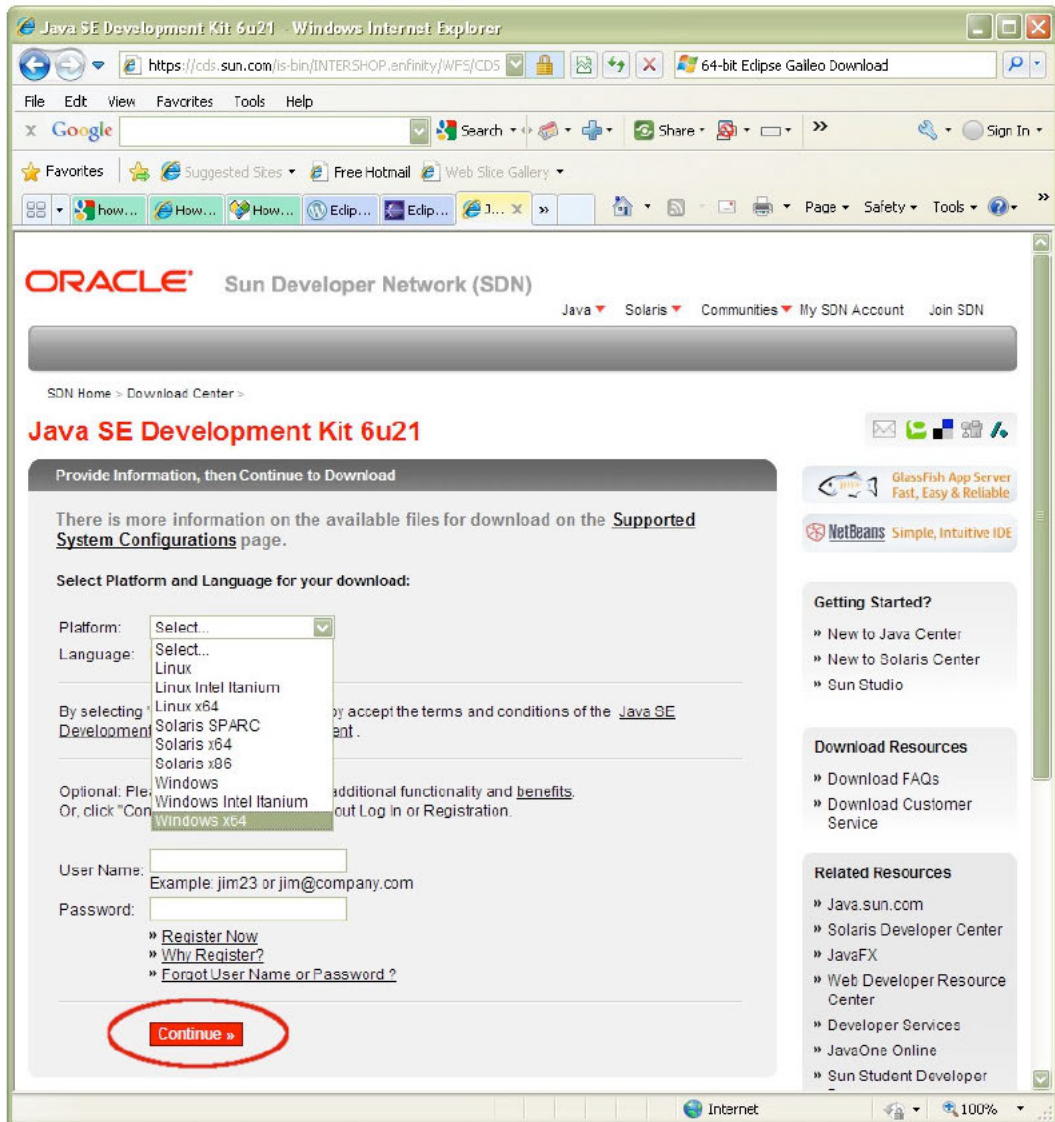 Java SE Development Kit 6u21 - Windows Internet Explorer
https://cds.sun.com/is-bin/INTERSHOP.enfinity/WFS/CDS
64-bit Eclipse Galileo Download
File Edit View Favorites Tools Help
x Google Search Share » Sign In
Favorites Suggested Sites Free Hotmail Web Slice Gallery
how... How... How... Eclip... Eclip... J... x » Page Safety Tools »
ORACLE Sun Developer Network (SDN)
Java Solaris Communities My SDN Account Join SDN
SDN Home > Download Center >
Java SE Development Kit 6u21
Provide Information, then Continue to Download
There is more information on the available files for download on the Supported
System Configurations page.
Select Platform and Language for your download:
Platform: Select...
Language:
Select...
Linux
Linux Intel Itanium
Linux x64
Solaris SPARC
Solaris x64
Solaris x86
Windows
Windows Intel Itanium
Windows x64
By selecting accept the terms and conditions of the Java SE
Development
Optional: additional functionality and benefits.
Or, click Log In or Registration.
User Name:
Example: jim23 or jim@company.com
Password:
» Register Now
» Why Register?
» Forgot User Name or Password ?
Continue »
GlassFish App Server
Fast, Easy & Reliable
NetBeans Simple, Intuitive IDE
Getting Started?
» New to Java Center
» New to Solaris Center
» Sun Studio
Download Resources
» Download FAQs
» Download Customer
Service
Related Resources
» Java.sun.com
» Solaris Developer Center
» JavaFX
» Web Developer Resource
Center
» Developer Services
» JavaOne Online
» Sun Student Developer
Internet 100%